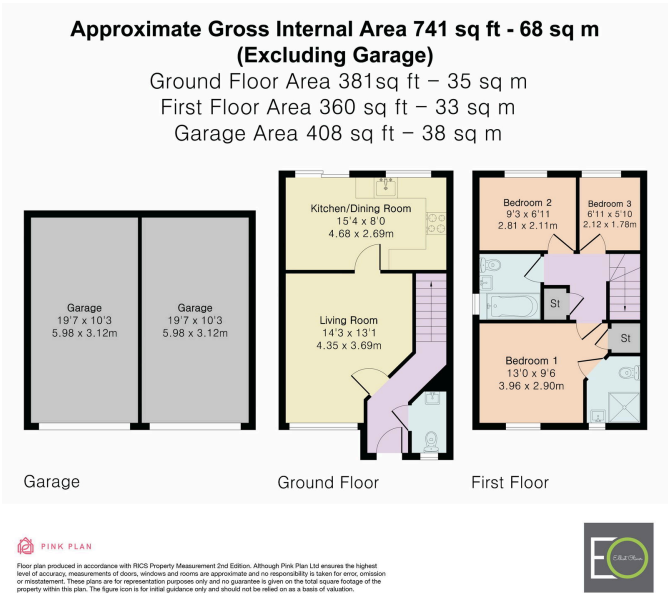 Approximate Gross Internal Area 741 sq ft - 68 sq m
(Excluding Garage)
Ground Floor Area 381sq ft – 35 sq m
First Floor Area 360 sq ft – 33 sq m
Garage Area 408 sq ft – 38 sq m
Garage
19'7 x 10'3
5.98 x 3.12m
Garage
19'7 x 10'3
5.98 x 3.12m
Kitchen/Dining Room
15'4 x 8'0
4.68 x 2.69m
Living Room
14'3 x 13'1
4.35 x 3.69m
Bedroom 2
9'3 x 6'11
2.81 x 2.11m
Bedroom 3
6'11 x 5'10
2.12 x 1.78m
St
St
Bedroom 1
13'0 x 9'6
3.96 x 2.90m
Garage
Ground Floor
First Floor
PINK PLAN
Floor plan produced in accordance with RICS Property Measurement 2nd Edition. Although Pink Plan Ltd ensures the highest
level of accuracy, measurements of doors, windows and rooms are approximate and no responsibility is taken for error, omission
or misstatement. These plans are for representation purposes only and no guarantee is given on the total square footage of the
property within this plan. The figure icon is for initial guidance only and should not be relied on as a basis of valuation.
EO